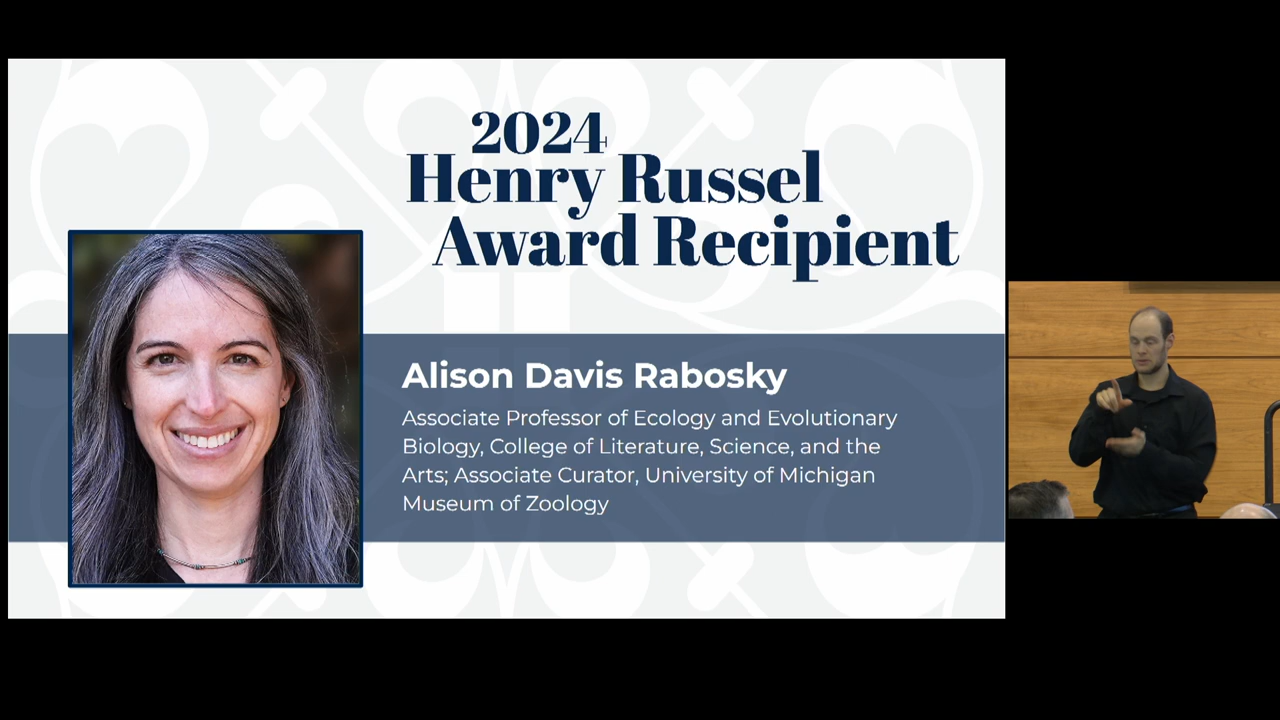 2024
Henry Russel
Award Recipient
Alison Davis Rabosky
Associate Professor of Ecology and Evolutionary
Biology, College of Literature, Science, and the
Arts; Associate Curator, University of Michigan
Museum of Zoology